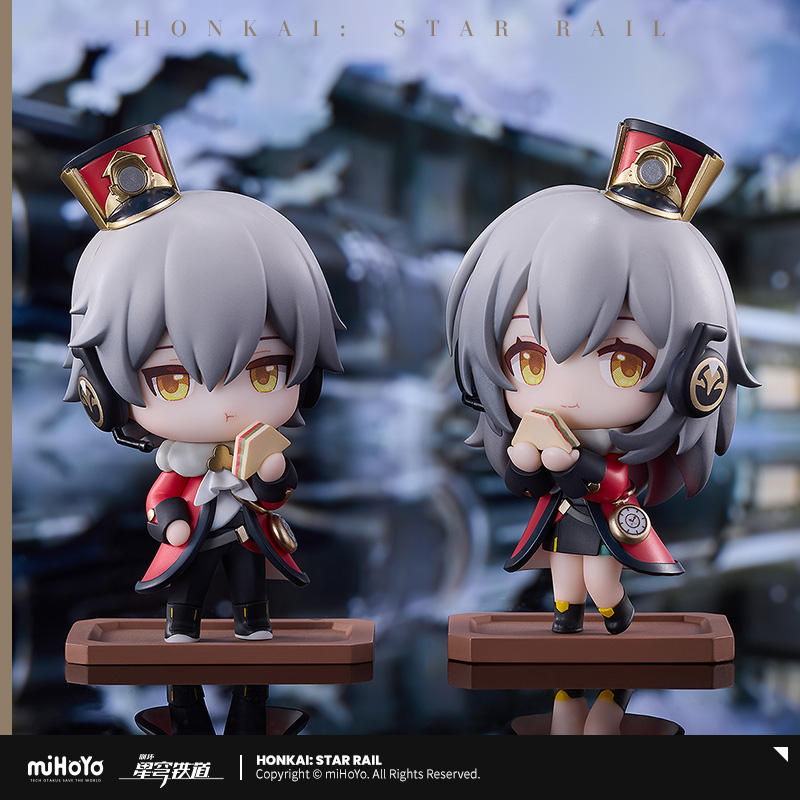 HONKAI: STAR RAIL
miHoYo
TECH OTAKUS SAVE THE WORLD
崩坏
星穹铁道
HONKAI: STAR RAIL
Copyright © miHoYo. All Rights Reserved.